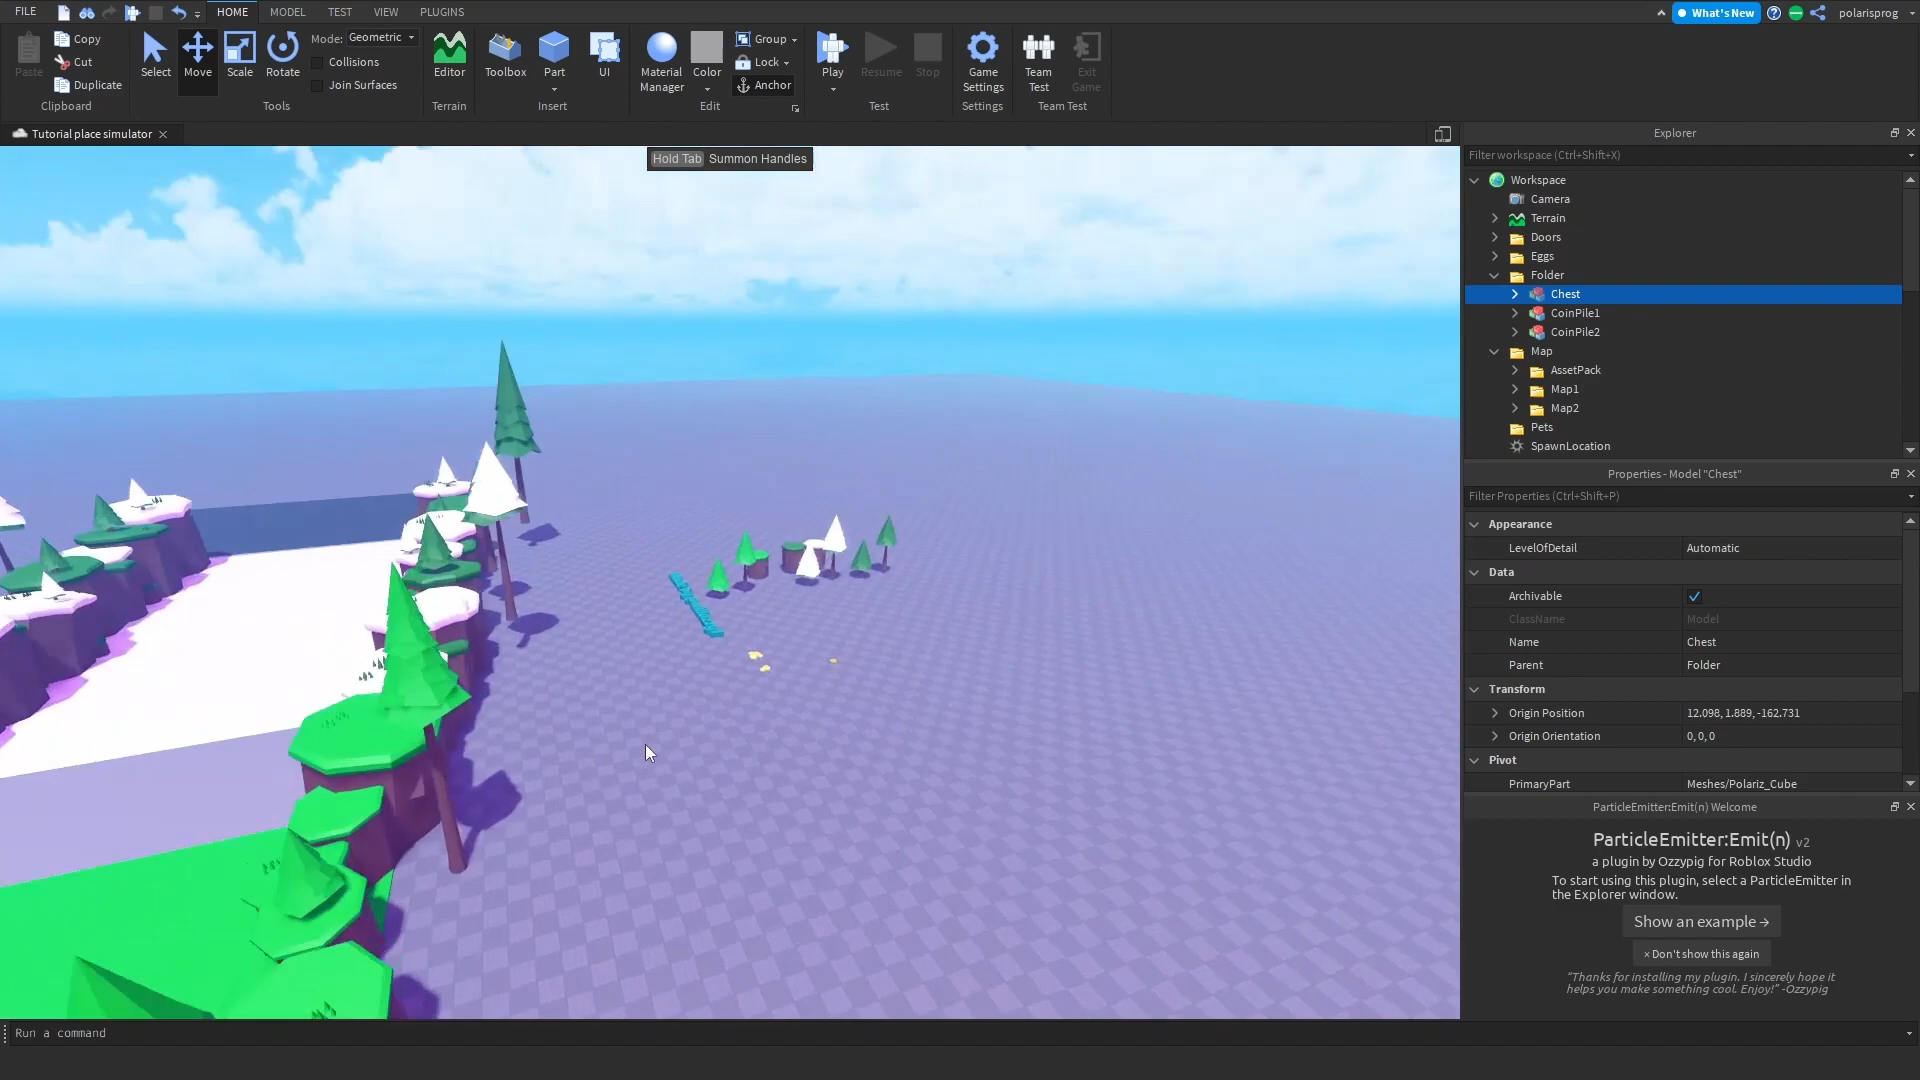 FILE HOME MODEL TEST VIEW PLUGINS What's New polarisprog
Copy
Cut
Duplicate
Paste
Clipboard
Select Move Scale Rotate
Mode: Geometric
Collisions
Join Surfaces
Tools
Editor
Terrain
Toolbox Part UI
Insert
Material
Manager
Color
Group
Lock
Anchor
Edit
Play Resume Stop
Test
Game
Settings
Settings
Team
Test
Exit
Game
Team Test
Tutorial place simulator
Hold Tab Summon Handles
Explorer
Filter workspace (Ctrl+Shift+X)
Workspace
Camera
Terrain
Doors
Eggs
Folder
Chest
CoinPile1
CoinPile2
Map
AssetPack
Map1
Map2
Pets
SpawnLocation
Properties - Model "Chest"
Filter Properties (Ctrl+Shift+P)
Appearance
LevelOfDetail Automatic
Data
Archivable
ClassName Model
Name Chest
Parent Folder
Transform
Origin Position 12.098, 1.889, -162.731
Origin Orientation 0, 0, 0
Pivot
PrimaryPart Meshes/Polariz_Cube
ParticleEmitter:Emit(n) Welcome
ParticleEmitter:Emit(n) v2
a plugin by Ozzypig for Roblox Studio
To start using this plugin, select a ParticleEmitter in
the Explorer window.
Show an example →
× Don't show this again
"Thanks for installing my plugin. I sincerely hope it
helps you make something cool. Enjoy!" -Ozzypig
Run a command